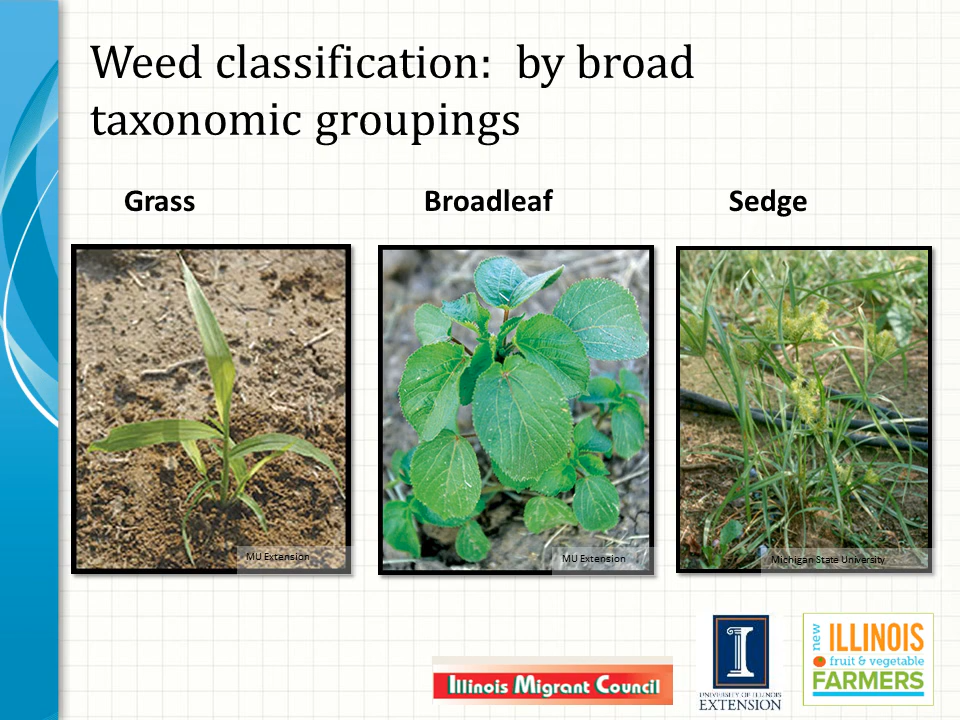 Weed classification:  by broad
taxonomic groupings
Grass
Broadleaf
Sedge
MU Extension
MU Extension
Michigan State University
Illinois Migrant Council
I
UNIVERSITY OF ILLINOIS
EXTENSION
new
ILLINOIS
fruit & vegetable
FARMERS